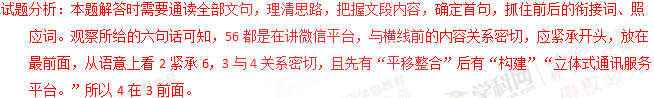 试题分析：本题解答时需要通读全部文句，理清思路，把握文段内容，确定首句，抓住前后的衔接词、照
应词。观察所给的六句话可知，56 都是在讲微信平台，与横线前的内容关系密切，应紧承开头，放在
最前面，从语意上看 2 紧承 6，3 与 4 关系密切，且先有“平移整合”后有“构建”“立体式通讯服务
平台。”所以 4 在 3 前面。